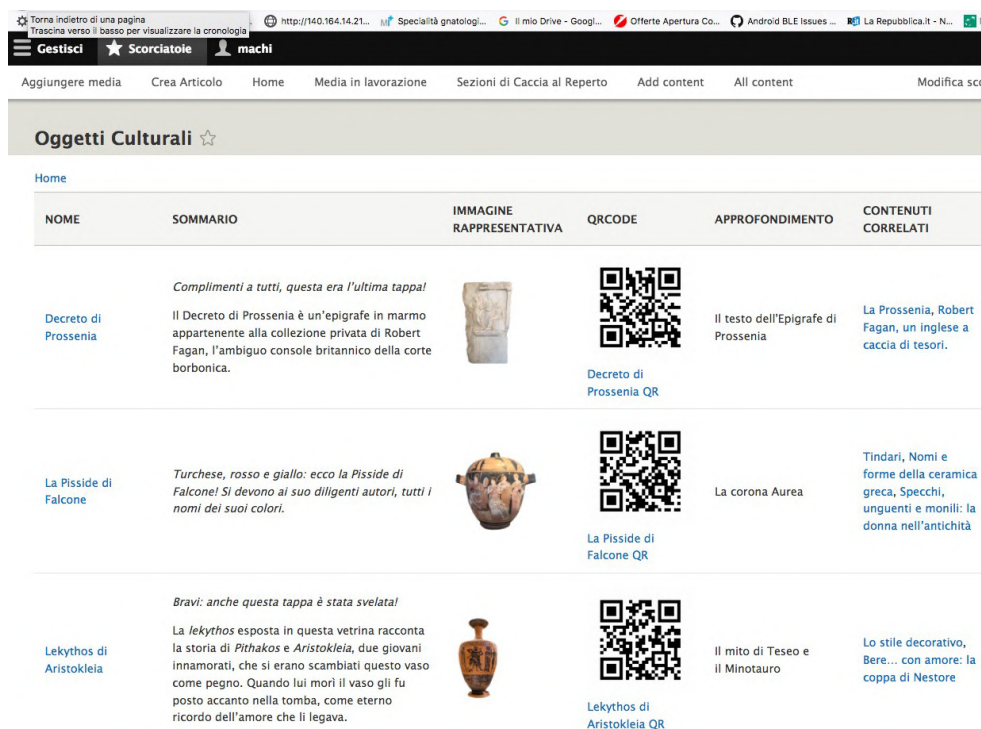 Torna indietro di una pagina
Trascina verso il basso per visualizzare la cronologia
http://140.164.14.21...
Specialità gnatologi...
Il mio Drive - Googl...
Offerte Apertura Co...
Android BLE Issues ...
La Repubblica.it - N...
Gestisci
Scorciatoie
machi
Aggiungere media
Crea Articolo
Home
Media in lavorazione
Sezioni di Caccia al Reperto
Add content
All content
Modifica sco
Oggetti Culturali
Home
NOME
SOMMARIO
IMMAGINE
RAPPRESENTATIVA
QRCODE
APPROFONDIMENTO
CONTENUTI
CORRELATI
Decreto di
Prossenia
Complimenti a tutti, questa era l'ultima tappa!
Il Decreto di Prossenia è un'epigrafe in marmo
appartenente alla collezione privata di Robert
Fagan, l'ambiguo console britannico della corte
borbonica.
Decreto di
Prossenia QR
Il testo dell'Epigrafe di
Prossenia
La Prossenia, Robert
Fagan, un inglese a
caccia di tesori.
La Pisside di
Falcone
Turchese, rosso e giallo: ecco la Pisside di
Falcone! Si devono ai suo diligenti autori, tutti i
nomi dei suoi colori.
La Pisside di
Falcone QR
La corona Aurea
Tindari, Nomi e
forme della ceramica
greca, Specchi,
unguenti e monili: la
donna nell'antichità
Lekythos di
Aristokleia
Bravi: anche questa tappa è stata svelata!
La lekythos esposta in questa vetrina racconta
la storia di Pithakos e Aristokleia, due giovani
innamorati, che si erano scambiati questo vaso
come pegno. Quando lui morì il vaso gli fu
posto accanto nella tomba, come eterno
ricordo dell'amore che li legava.
Lekythos di
Aristokleia QR
Il mito di Teseo e
il Minotauro
Lo stile decorativo,
Bere... con amore: la
coppa di Nestore